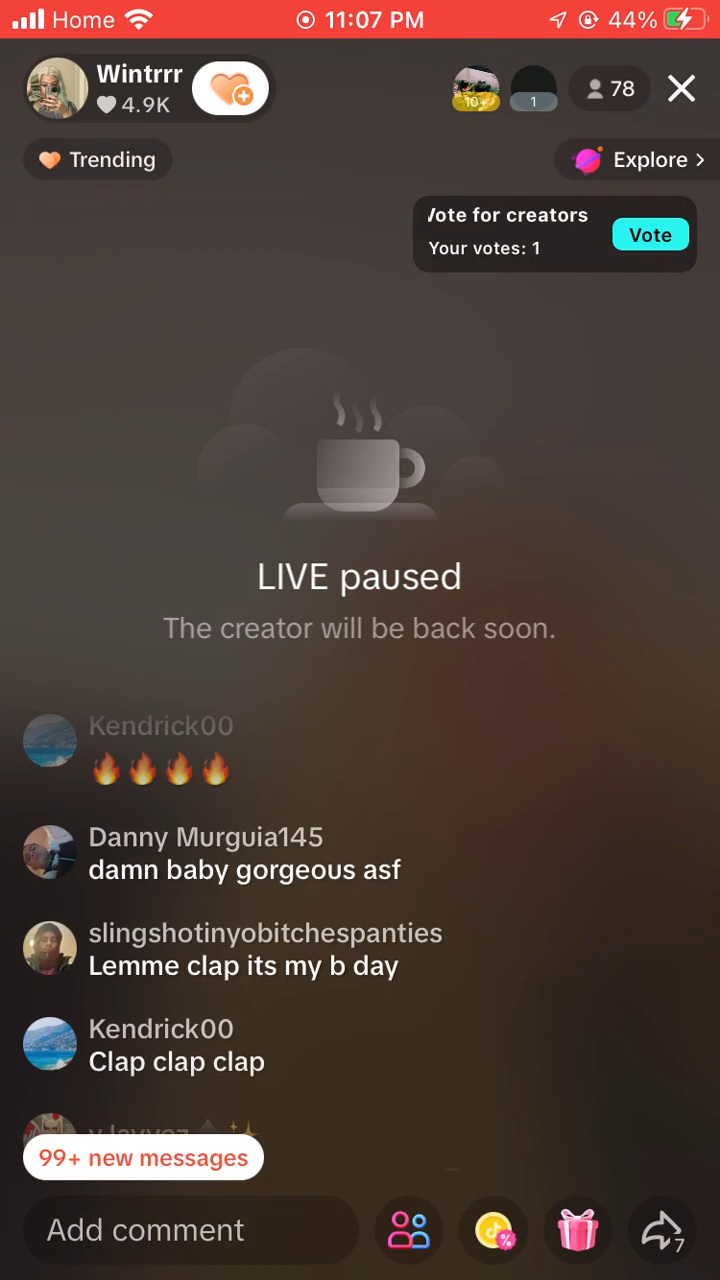 Home 11:07 PM 44%
Wintrrr
4.9K
10+ 1 78
Trending
Explore >
Vote for creators
Your votes: 1
Vote
LIVE paused
The creator will be back soon.
Kendrick00
🔥🔥🔥🔥
Danny Murguia145
damn baby gorgeous asf
slingshotinyobitchespanties
Lemme clap its my b day
Kendrick00
Clap clap clap
99+ new messages
Add comment
%
7